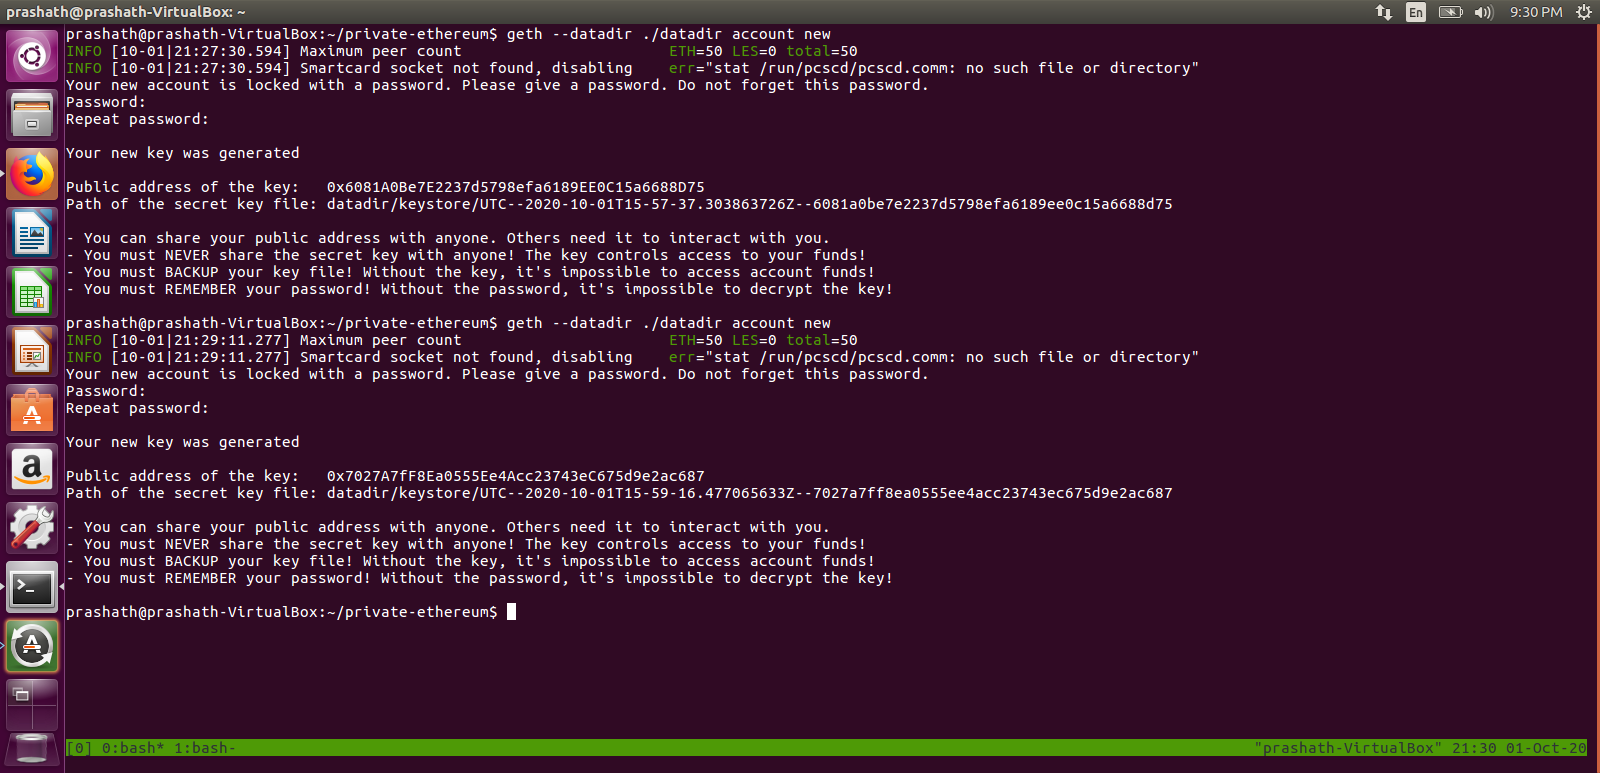 prashath@prashath-VirtualBox: ~
En
9:30 PM
prashath@prashath-VirtualBox:~/private-ethereum$ geth --datadir ./datadir account new
INFO [10-01|21:27:30.594] Maximum peer count                       ETH=50 LES=0 total=50
INFO [10-01|21:27:30.594] Smartcard socket not found, disabling    err="stat /run/pcscd/pcscd.comm: no such file or directory"
Your new account is locked with a password. Please give a password. Do not forget this password.
Password:
Repeat password:
Your new key was generated
Public address of the key:   0x6081A0Be7E2237d5798efa6189EE0C15a6688D75
Path of the secret key file: datadir/keystore/UTC--2020-10-01T15-57-37.303863726Z--6081a0be7e2237d5798efa6189ee0c15a6688d75
- You can share your public address with anyone. Others need it to interact with you.
- You must NEVER share the secret key with anyone! The key controls access to your funds!
- You must BACKUP your key file! Without the key, it's impossible to access account funds!
- You must REMEMBER your password! Without the password, it's impossible to decrypt the key!
prashath@prashath-VirtualBox:~/private-ethereum$ geth --datadir ./datadir account new
INFO [10-01|21:29:11.277] Maximum peer count                       ETH=50 LES=0 total=50
INFO [10-01|21:29:11.277] Smartcard socket not found, disabling    err="stat /run/pcscd/pcscd.comm: no such file or directory"
Your new account is locked with a password. Please give a password. Do not forget this password.
Password:
Repeat password:
Your new key was generated
Public address of the key:   0x7027A7fF8Ea0555Ee4Acc23743eC675d9e2ac687
Path of the secret key file: datadir/keystore/UTC--2020-10-01T15-59-16.477065633Z--7027a7ff8ea0555ee4acc23743ec675d9e2ac687
- You can share your public address with anyone. Others need it to interact with you.
- You must NEVER share the secret key with anyone! The key controls access to your funds!
- You must BACKUP your key file! Without the key, it's impossible to access account funds!
- You must REMEMBER your password! Without the password, it's impossible to decrypt the key!
prashath@prashath-VirtualBox:~/private-ethereum$
[0] 0:bash* 1:bash-
"prashath-VirtualBox" 21:30 01-Oct-20